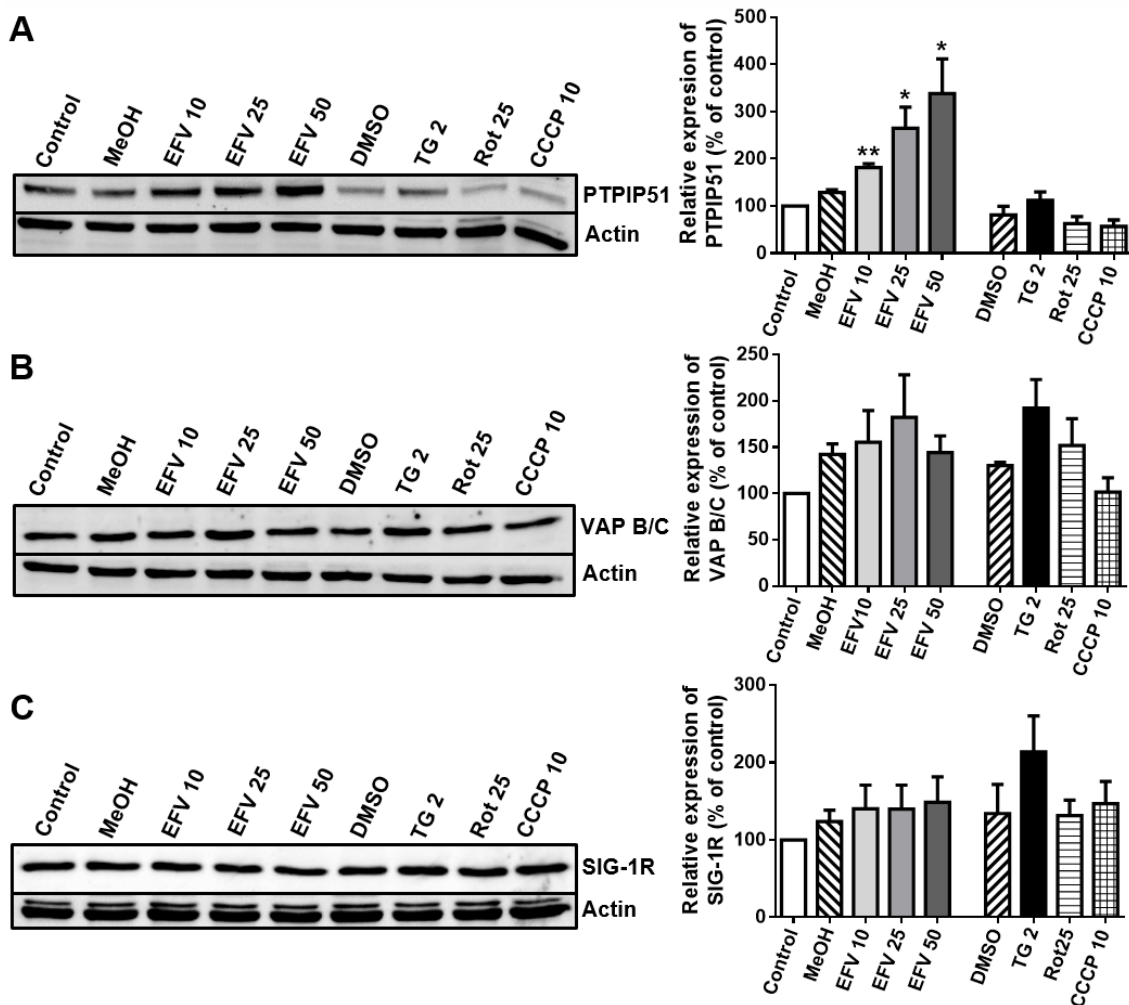 A
Control
MeOH
EFV 10
EFV 25
EFV 50
DMSO
TG 2
Rot 25
CCCP 10
PTPIP51
Actin
Relative expresion of
PTPIP51 (% of control)
500
400
300
200
100
0
**
*
*
Control
MeOH
EFV 10
EFV 25
EFV 50
DMSO
TG 2
Rot 25
CCCP 10
B
Control
MeOH
EFV 10
EFV 25
EFV 50
DMSO
TG 2
Rot 25
CCCP 10
VAP B/C
Actin
Relative expression of
VAP B/C (% of control)
250
200
150
100
50
0
Control
MeOH
EFV10
EFV 25
EFV 50
DMSO
TG 2
Rot 25
CCCP 10
C
Control
MeOH
EFV 10
EFV 25
EFV 50
DMSO
TG 2
Rot 25
CCCP 10
SIG-1R
Actin
Relative expression of
SIG-1R (% of control)
300
200
100
0
Control
MeOH
EFV 10
EFV 25
EFV 50
DMSO
TG 2
Rot25
CCCP 10